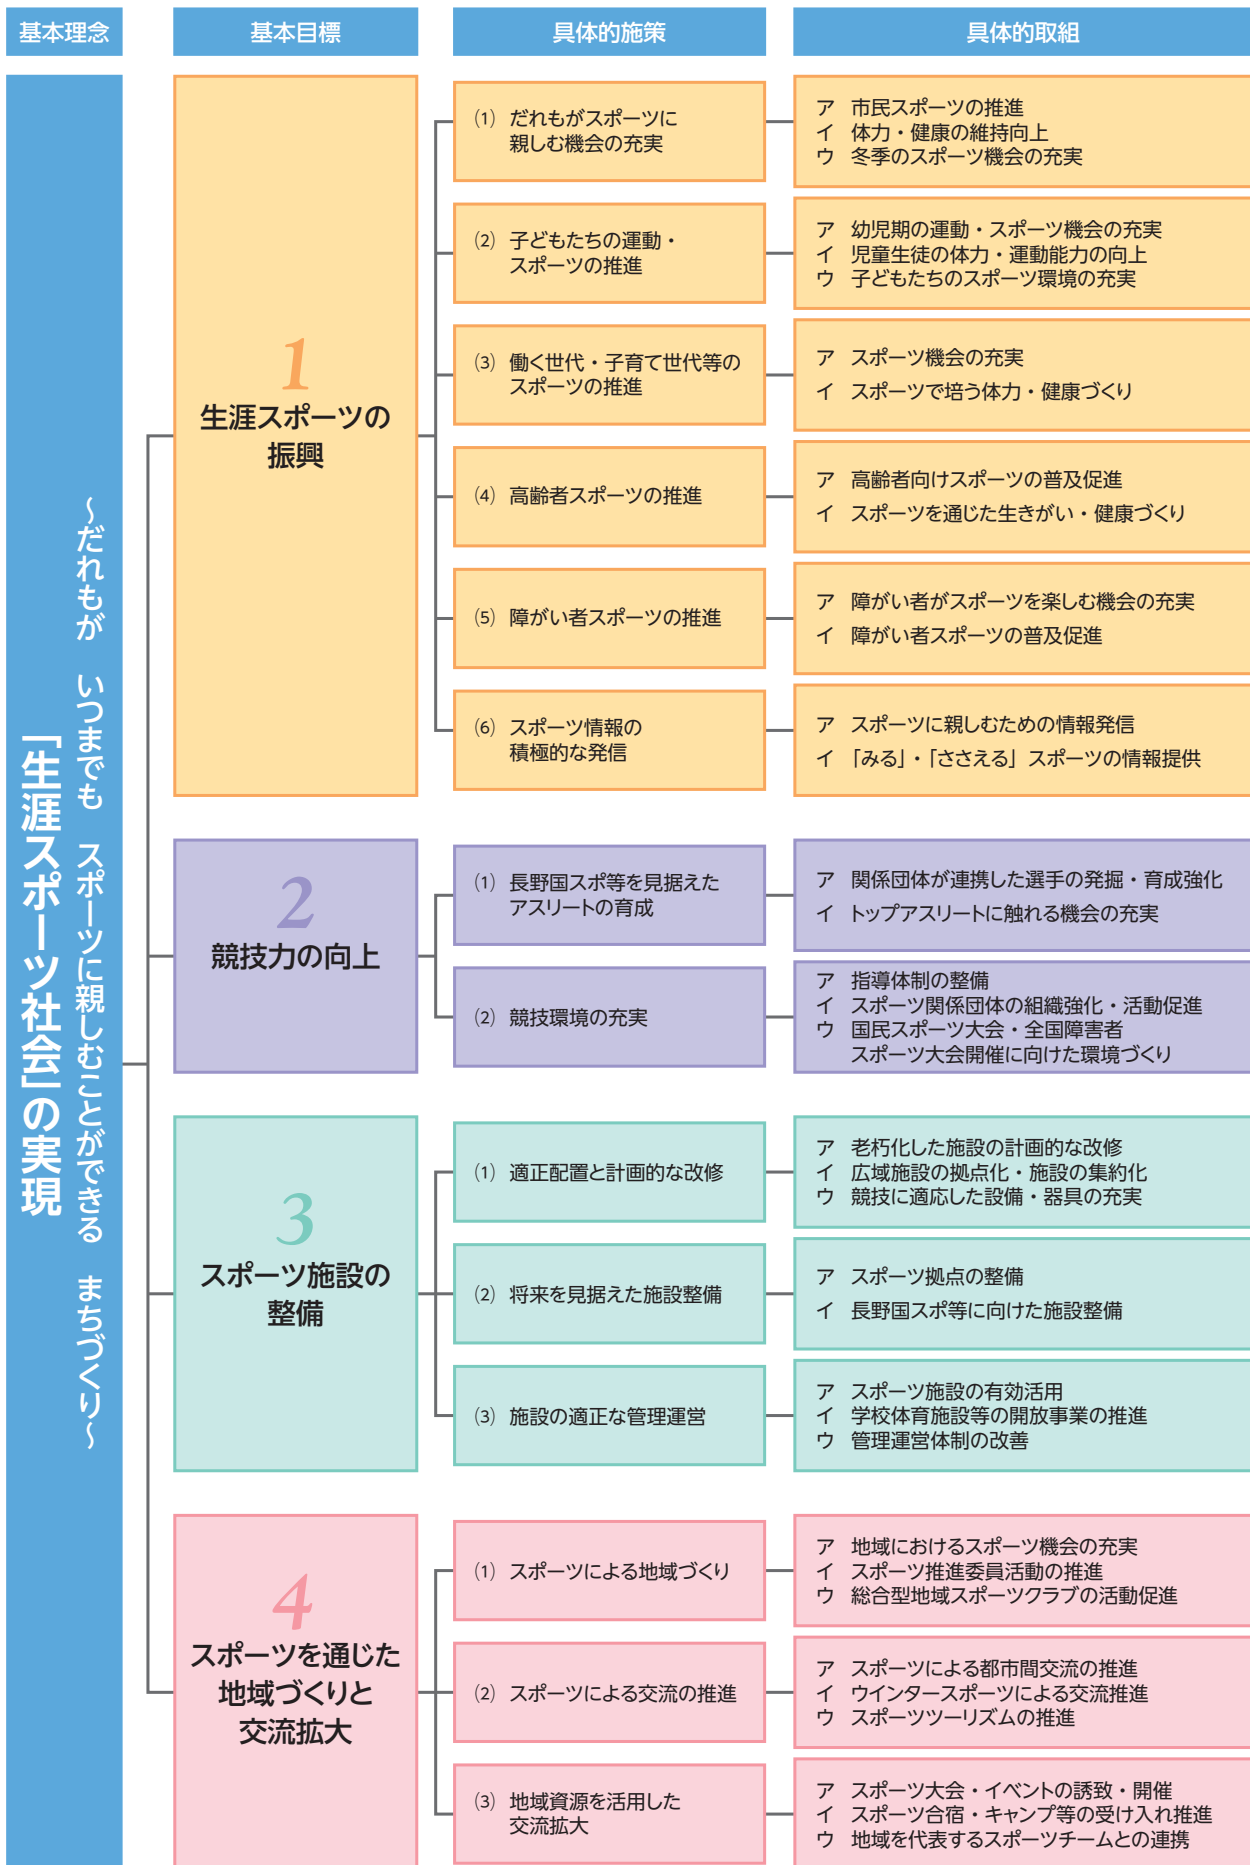 基本理念
基本目標
具体的施策
具体的取組
「生涯スポーツ社会」の実現
～だれもが　いつまでも　スポーツに親しむことができる　まちづくり～
1
生涯スポーツの
振興
(1) だれもがスポーツに
親しむ機会の充実
ア 市民スポーツの推進
イ 体力・健康の維持向上
ウ 冬季のスポーツ機会の充実
(2) 子どもたちの運動・
スポーツの推進
ア 幼児期の運動・スポーツ機会の充実
イ 児童生徒の体力・運動能力の向上
ウ 子どもたちのスポーツ環境の充実
(3) 働く世代・子育て世代等の
スポーツの推進
ア スポーツ機会の充実
イ スポーツで培う体力・健康づくり
(4) 高齢者スポーツの推進
ア 高齢者向けスポーツの普及促進
イ スポーツを通じた生きがい・健康づくり
(5) 障がい者スポーツの推進
ア 障がい者がスポーツを楽しむ機会の充実
イ 障がい者スポーツの普及促進
(6) スポーツ情報の
積極的な発信
ア スポーツに親しむための情報発信
イ 「みる」・「ささえる」スポーツの情報提供
2
競技力の向上
(1) 長野国スポ等を見据えた
アスリートの育成
ア 関係団体が連携した選手の発掘・育成強化
イ トップアスリートに触れる機会の充実
(2) 競技環境の充実
ア 指導体制の整備
イ スポーツ関係団体の組織強化・活動促進
ウ 国民スポーツ大会・全国障害者
スポーツ大会開催に向けた環境づくり
3
スポーツ施設の
整備
(1) 適正配置と計画的な改修
ア 老朽化した施設の計画的な改修
イ 広域施設の拠点化・施設の集約化
ウ 競技に適応した設備・器具の充実
(2) 将来を見据えた施設整備
ア スポーツ拠点の整備
イ 長野国スポ等に向けた施設整備
(3) 施設の適正な管理運営
ア スポーツ施設の有効活用
イ 学校体育施設等の開放事業の推進
ウ 管理運営体制の改善
4
スポーツを通じた
地域づくりと
交流拡大
(1) スポーツによる地域づくり
ア 地域におけるスポーツ機会の充実
イ スポーツ推進委員活動の推進
ウ 総合型地域スポーツクラブの活動促進
(2) スポーツによる交流の推進
ア スポーツによる都市間交流の推進
イ ウインタースポーツによる交流推進
ウ スポーツツーリズムの推進
(3) 地域資源を活用した
交流拡大
ア スポーツ大会・イベントの誘致・開催
イ スポーツ合宿・キャンプ等の受け入れ推進
ウ 地域を代表するスポーツチームとの連携